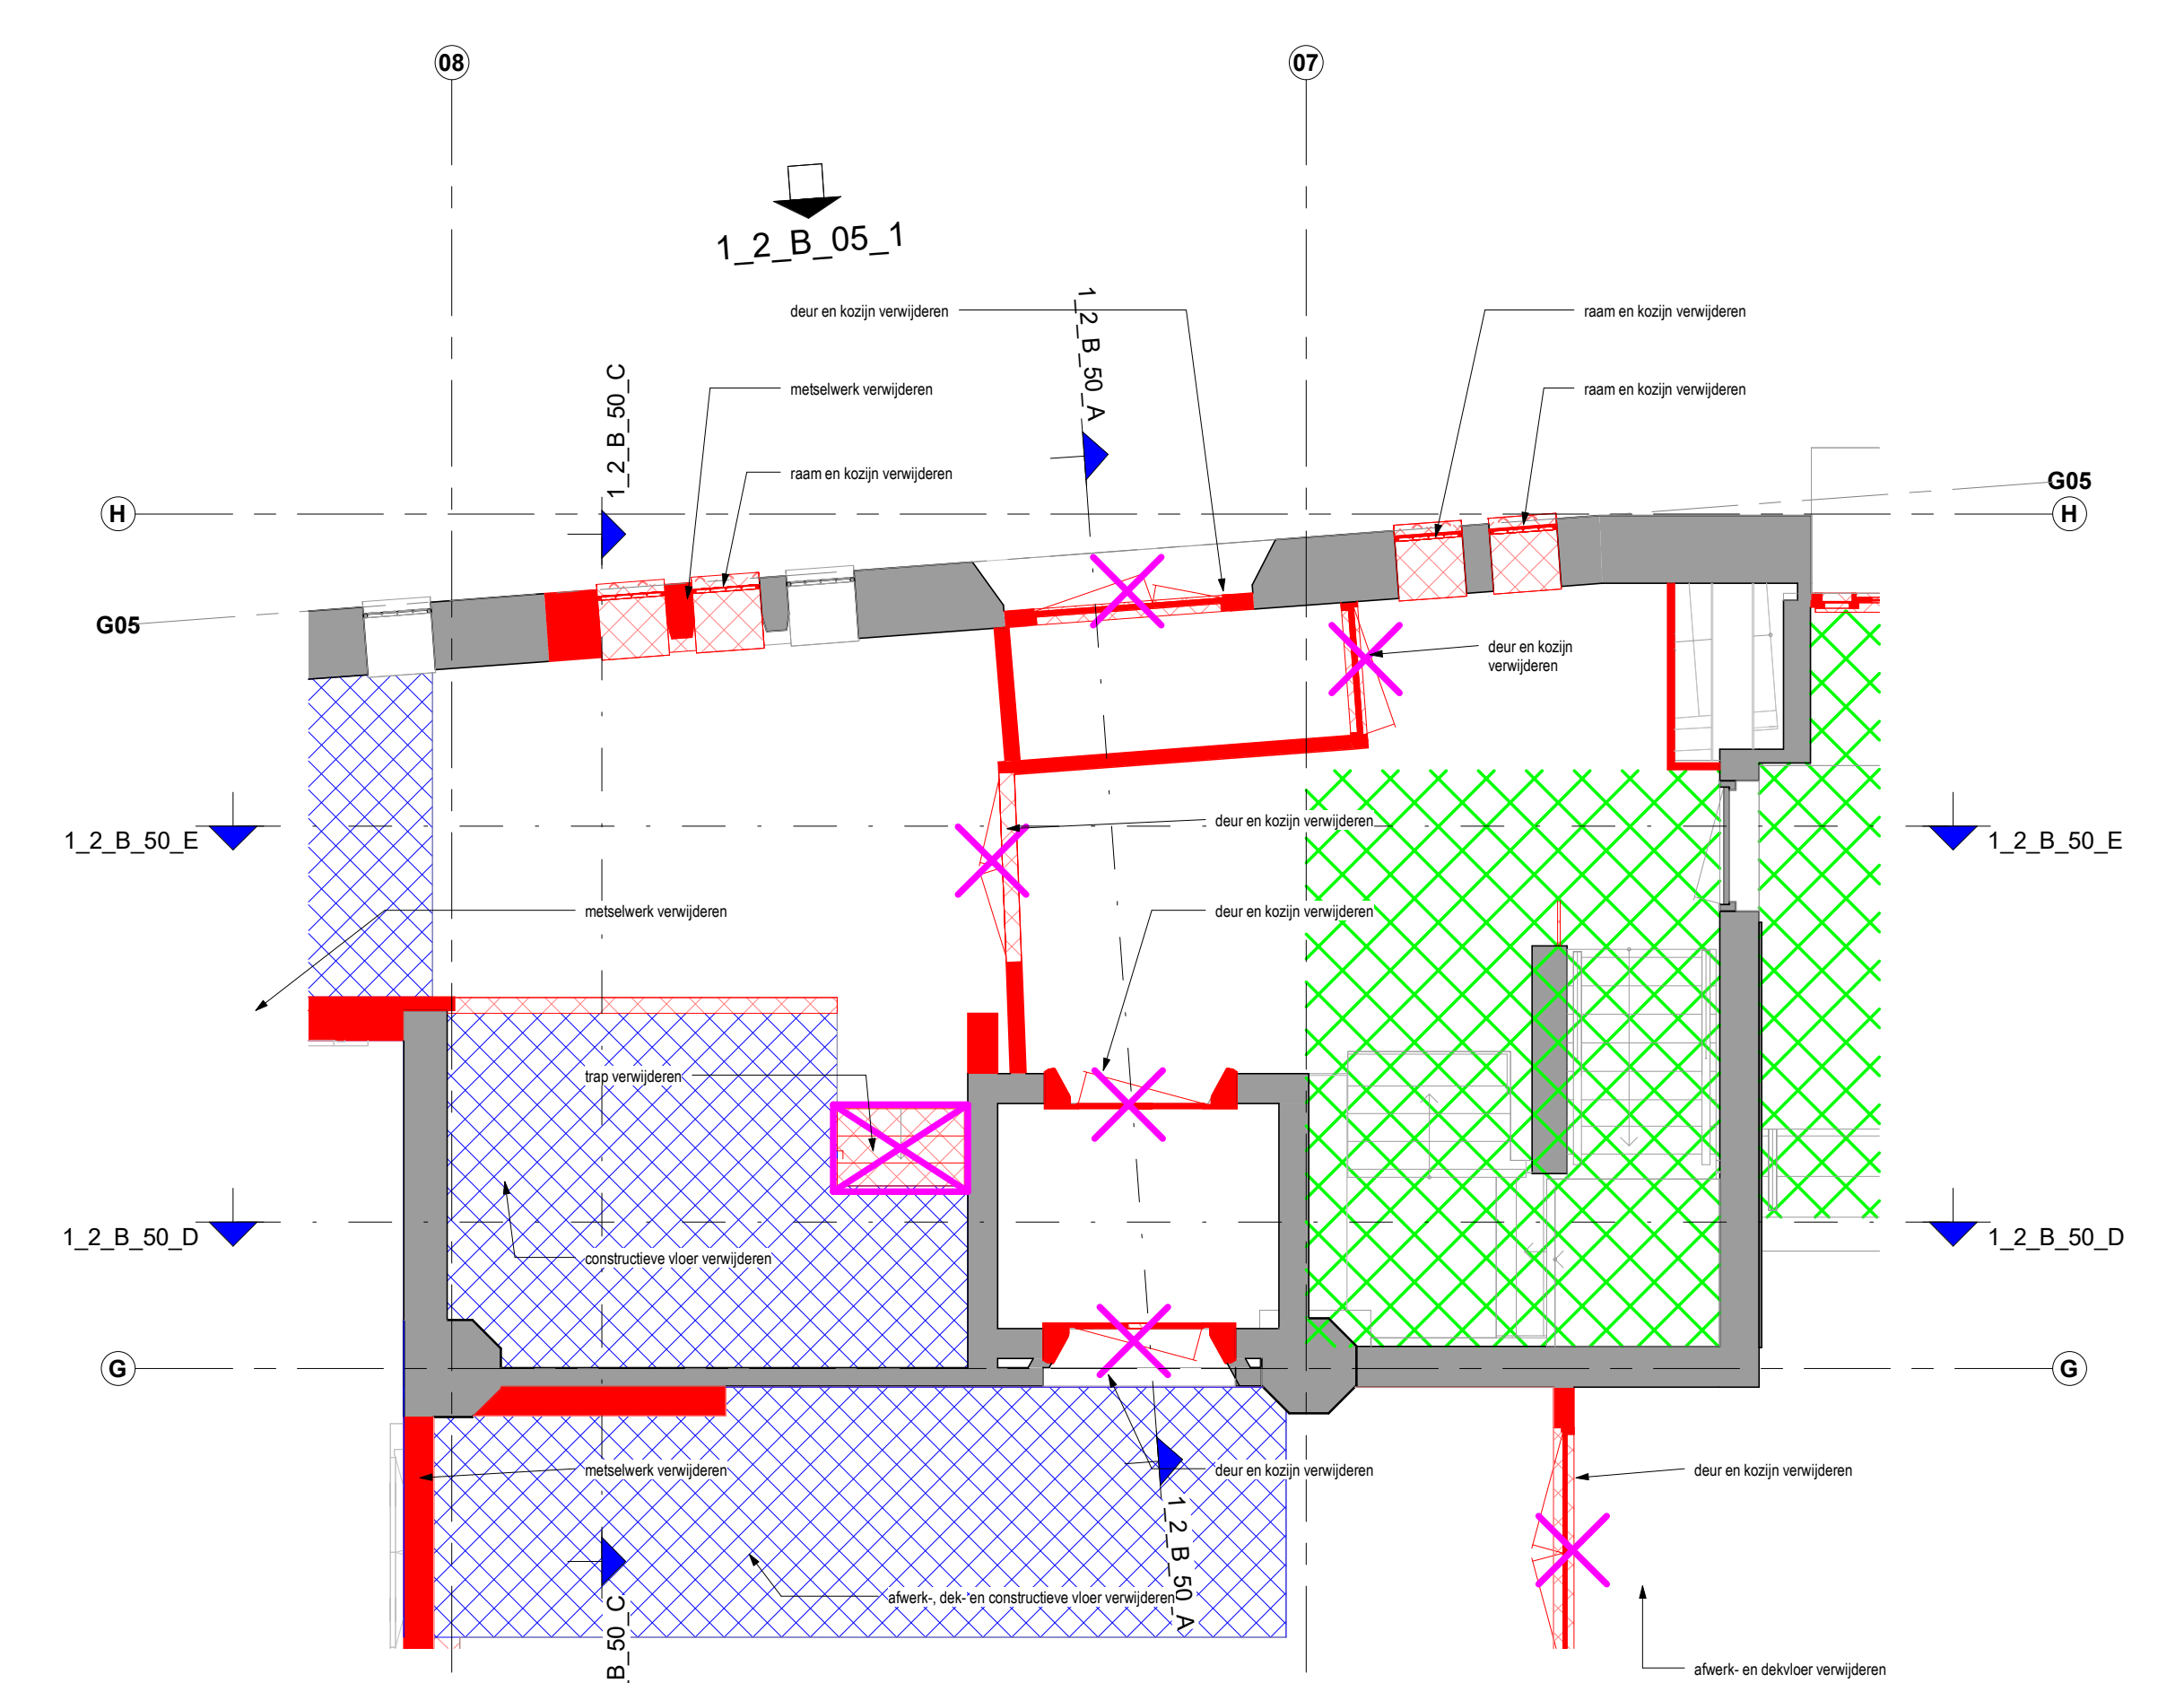 08
07
1_2_B_05_1
deur en kozijn verwijderen
raam en kozijn verwijderen
1_2_B_50_A
1_2_B_50_C
metselwerk verwijderen
raam en kozijn verwijderen
raam en kozijn verwijderen
G05
H
H
G05
deur en kozijn
verwijderen
1_2_B_50_E
deur en kozijn verwijderen
1_2_B_50_E
metselwerk verwijderen
deur en kozijn verwijderen
trap verwijderen
1_2_B_50_D
1_2_B_50_D
constructieve vloer verwijderen
G
G
metselwerk verwijderen
deur en kozijn verwijderen
deur en kozijn verwijderen
1_2_B_50_A
afwerk-, dek- en constructieve vloer verwijderen
B_50_C
afwerk- en dekvloer verwijderen